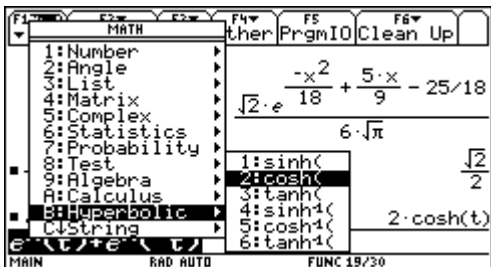 F4▾ F5 F6▾
ther PrgmIO Clean Up
MATH
1:Number ▸
2:Angle ▸
3:List ▸
4:Matrix ▸
5:Complex ▸
6:Statistics ▸
7:Probability ▸
8:Test ▸
9:Algebra ▸
A:Calculus ▸
B:Hyperbolic ▸
C↓String ▸
1:sinh(
2:cosh(
3:tanh(
4:sinh⁻¹(
5:cosh⁻¹(
6:tanh⁻¹(
√2·e^(-x²/18 + 5·x/9 - 25/18)
6·√π
√2
2
2·cosh(t)
MAIN RAD AUTO FUNC 19/30